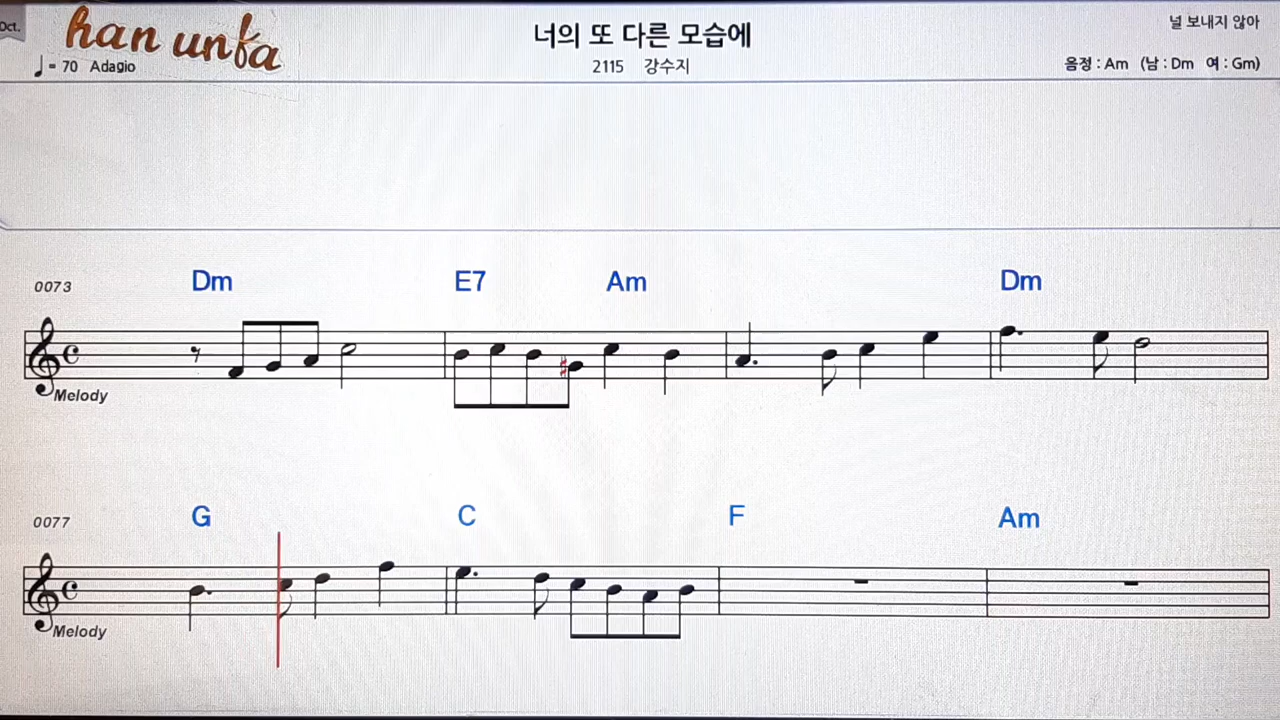 Oct.
han unfa
너의 또 다른 모습에
널 보내지 않아
♩= 70 Adagio
2115 강수지
음정 : Am (남 : Dm 여 : Gm)
0073
Dm E7 Am Dm
Melody
0077
G C F Am
Melody